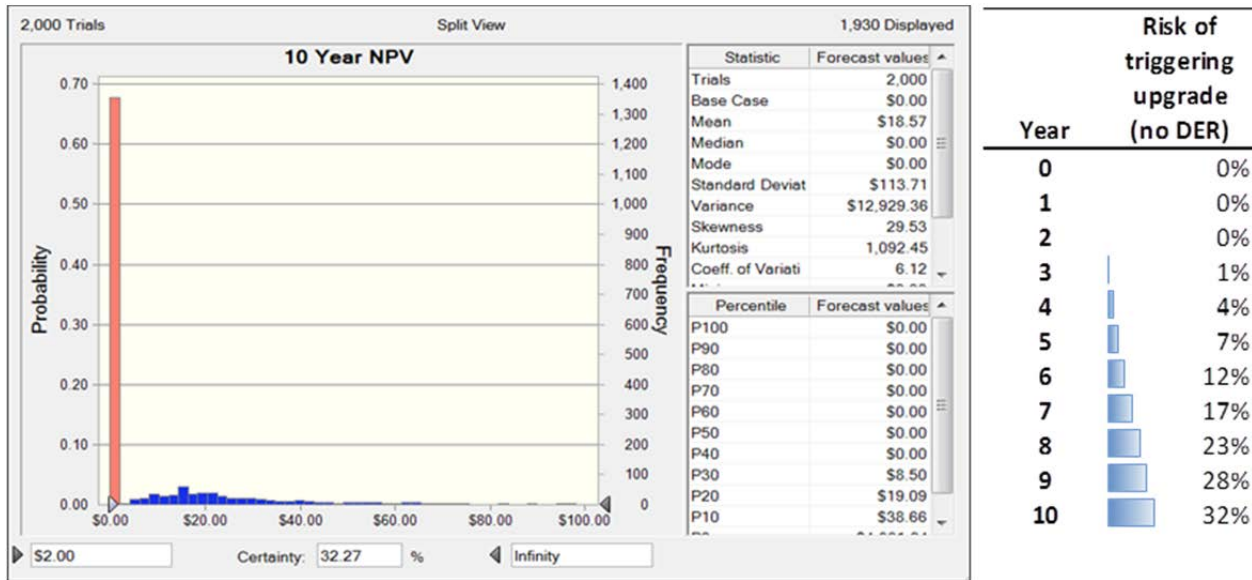 2,000 Trials Split View 1,930 Displayed
10 Year NPV
0.70
0.60
0.50
0.40
0.30
0.20
0.10
0.00
Probability
1,400
1,300
1,200
1,100
1,000
900
800
700
600
500
400
300
200
100
0
Frequency
$0.00 $20.00 $40.00 $60.00 $80.00 $100.00
Statistic Forecast values
Trials 2,000
Base Case $0.00
Mean $18.57
Median $0.00
Mode $0.00
Standard Deviat $113.71
Variance $12,929.36
Skewness 29.53
Kurtosis 1,092.45
Coeff. of Variati 6.12
Percentile Forecast values
P100 $0.00
P90 $0.00
P80 $0.00
P70 $0.00
P60 $0.00
P50 $0.00
P40 $0.00
P30 $8.50
P20 $19.09
P10 $38.66
$2.00 Certainty: 32.27 % Infinity
Risk of
triggering
upgrade
Year (no DER)
0 0%
1 0%
2 0%
3 1%
4 4%
5 7%
6 12%
7 17%
8 23%
9 28%
10 32%